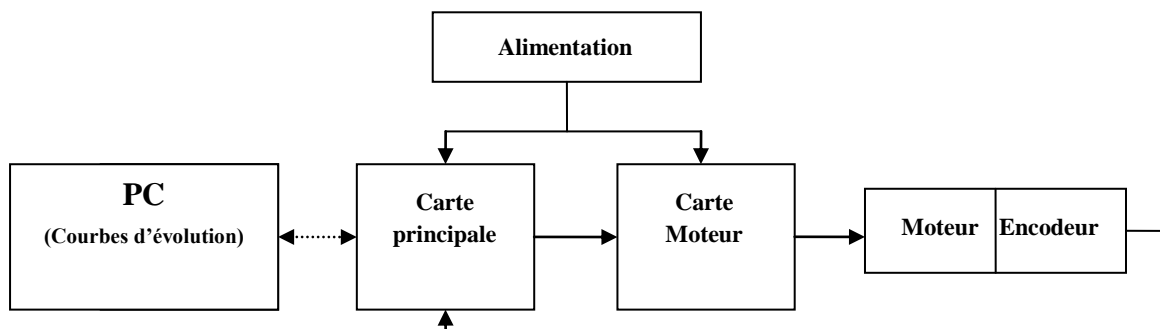 Alimentation
PC
(Courbes d’évolution)
Carte
principale
Carte
Moteur
Moteur
Encodeur